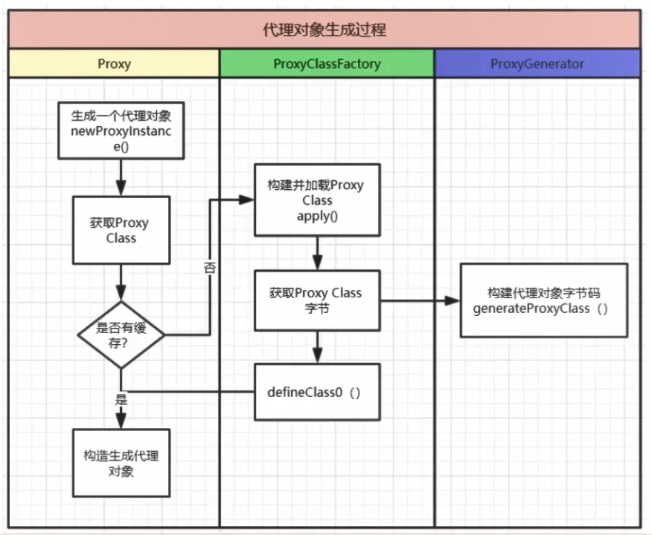 代理对象生成过程
Proxy
ProxyClassFactory
ProxyGenerator
生成一个代理对象
newProxyInstanc
e()
获取Proxy
Class
是否有缓
存?
否
是
构造生成代理
对象
构建并加载Proxy
Class
apply()
获取Proxy Class
字节
defineClass0（）
构建代理对象字节码
generateProxyClass（）